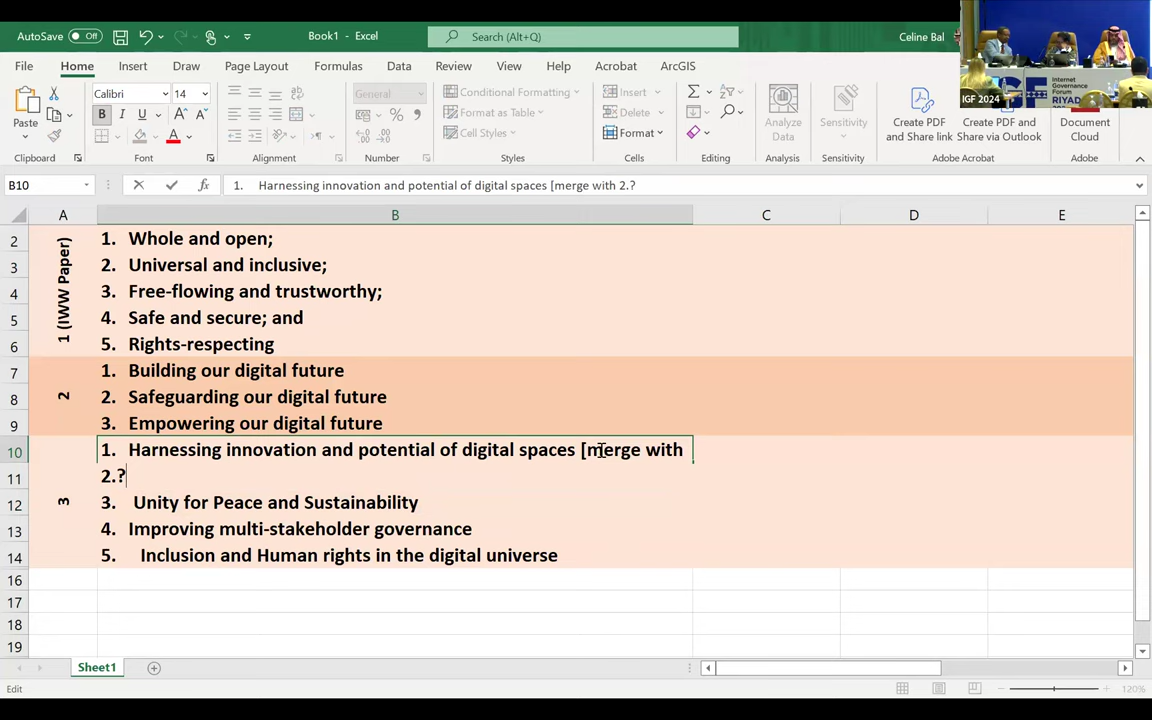 AutoSave Off Book1 - Excel Search (Alt+Q) Celine Bal
File Home Insert Draw Page Layout Formulas Data Review View Help Acrobat ArcGIS
Paste
Clipboard
Calibri 14
B I U
Font
Alignment
General
Number
Conditional Formatting
Format as Table
Cell Styles
Styles
Insert
Delete
Format
Cells
Editing
Analyze Data
Analysis
Sensitivity
Sensitivity
Create PDF and Share link
Create PDF and Share via Outlook
Adobe Acrobat
Document Cloud
Adobe
IGF 2024
Internet
Governance
Forum
RIYAD
B10 1. Harnessing innovation and potential of digital spaces [merge with 2.?
A B C D E
1 (IWW Paper)
2 1. Whole and open;
3 2. Universal and inclusive;
4 3. Free-flowing and trustworthy;
5 4. Safe and secure; and
6 5. Rights-respecting
2
7 1. Building our digital future
8 2. Safeguarding our digital future
9 3. Empowering our digital future
3
10 1. Harnessing innovation and potential of digital spaces [merge with
11 2.?
12 3. Unity for Peace and Sustainability
13 4. Improving multi-stakeholder governance
14 5. Inclusion and Human rights in the digital universe
16
17
18
19
Sheet1
Edit 120%